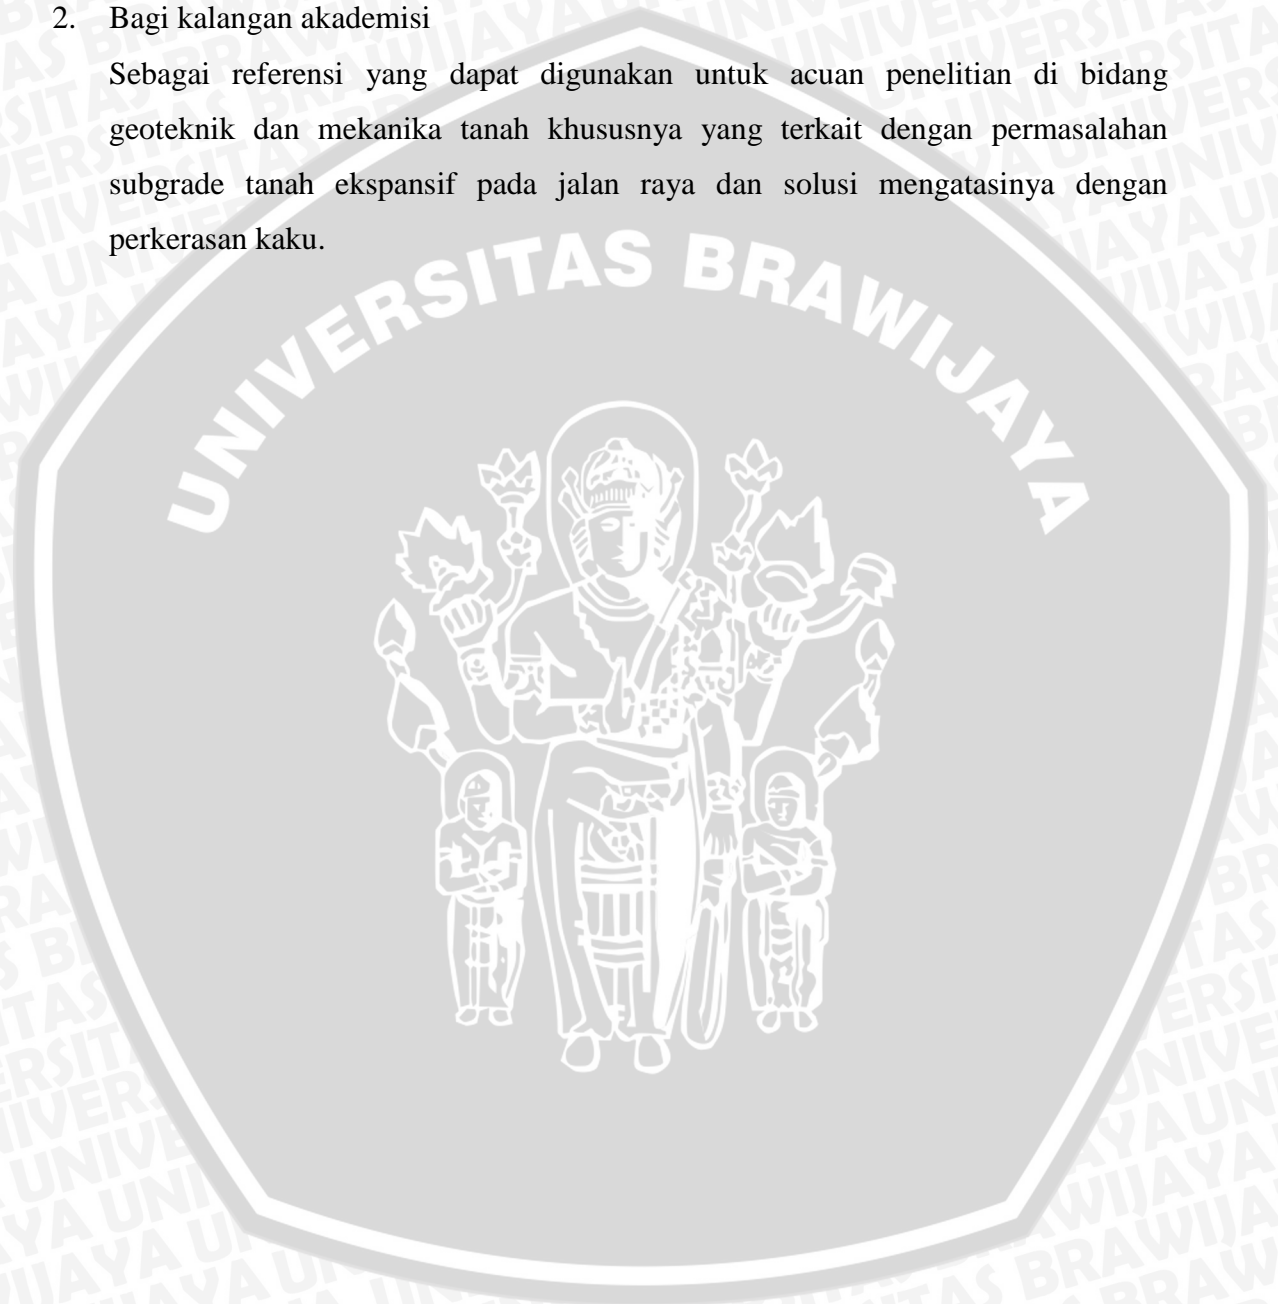 2. Bagi kalangan akademisi
Sebagai referensi yang dapat digunakan untuk acuan penelitian di bidang
geoteknik dan mekanika tanah khususnya yang terkait dengan permasalahan
subgrade tanah ekspansif pada jalan raya dan solusi mengatasinya dengan
perkerasan kaku.
UNIVERSITAS BRAWIJAYA